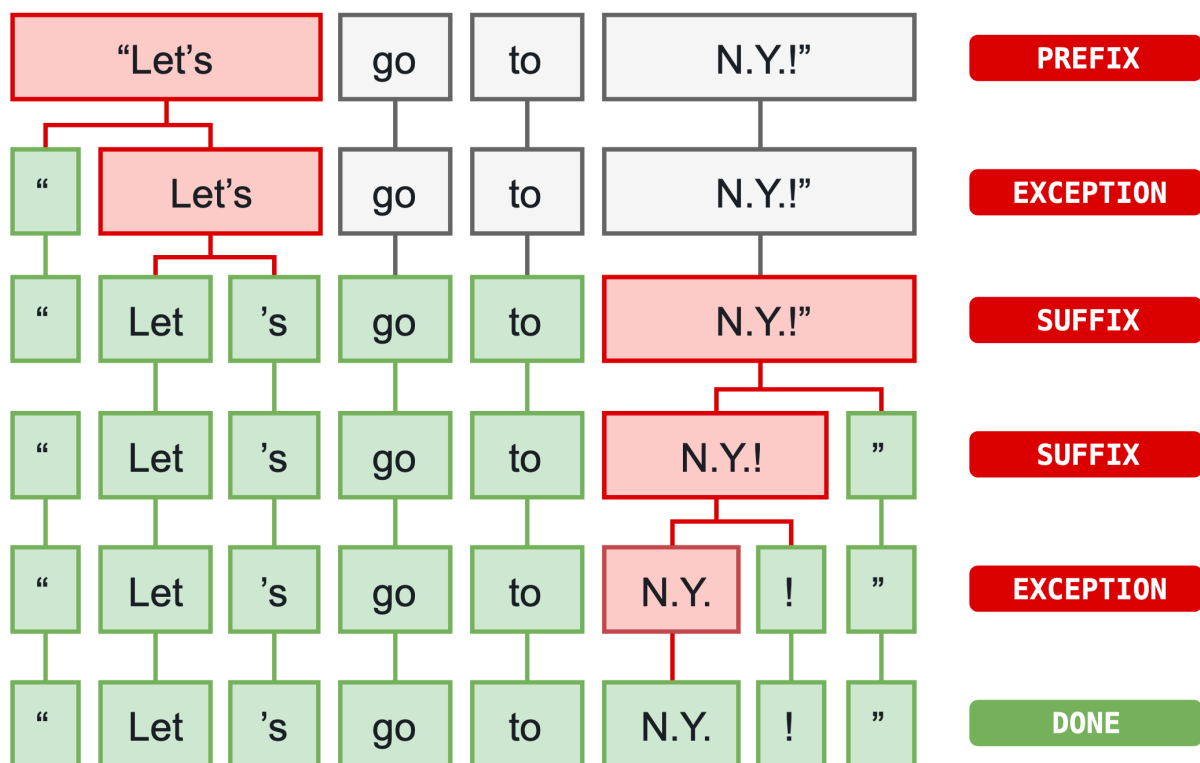 “Let’s go to N.Y.!” PREFIX
“ Let’s go to N.Y.!” EXCEPTION
“ Let ’s go to N.Y.!” SUFFIX
“ Let ’s go to N.Y.! ” SUFFIX
“ Let ’s go to N.Y. ! ” EXCEPTION
“ Let ’s go to N.Y. ! ” DONE